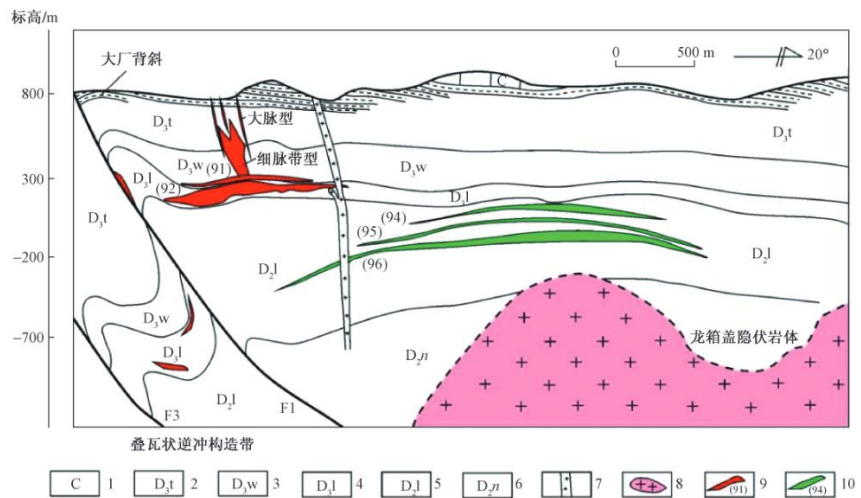 标高/m
大厂背斜
0 500 m
20°
C
800
大脉型
D₃t
D₃t
细脉带型
D₃w (91)
D₃w
300
D₃l
(92)
D₃l
D₃t
(94)
(95)
−200
(96)
D₂l
D₂l
D₃w
−700
龙箱盖隐伏岩体
D₃l
D₂n
D₂l
F3
F1
叠瓦状逆冲构造带
C 1 D₃t 2 D₃w 3 D₃l 4 D₂l 5 D₂n 6 7 8 (91) 9 (94) 10